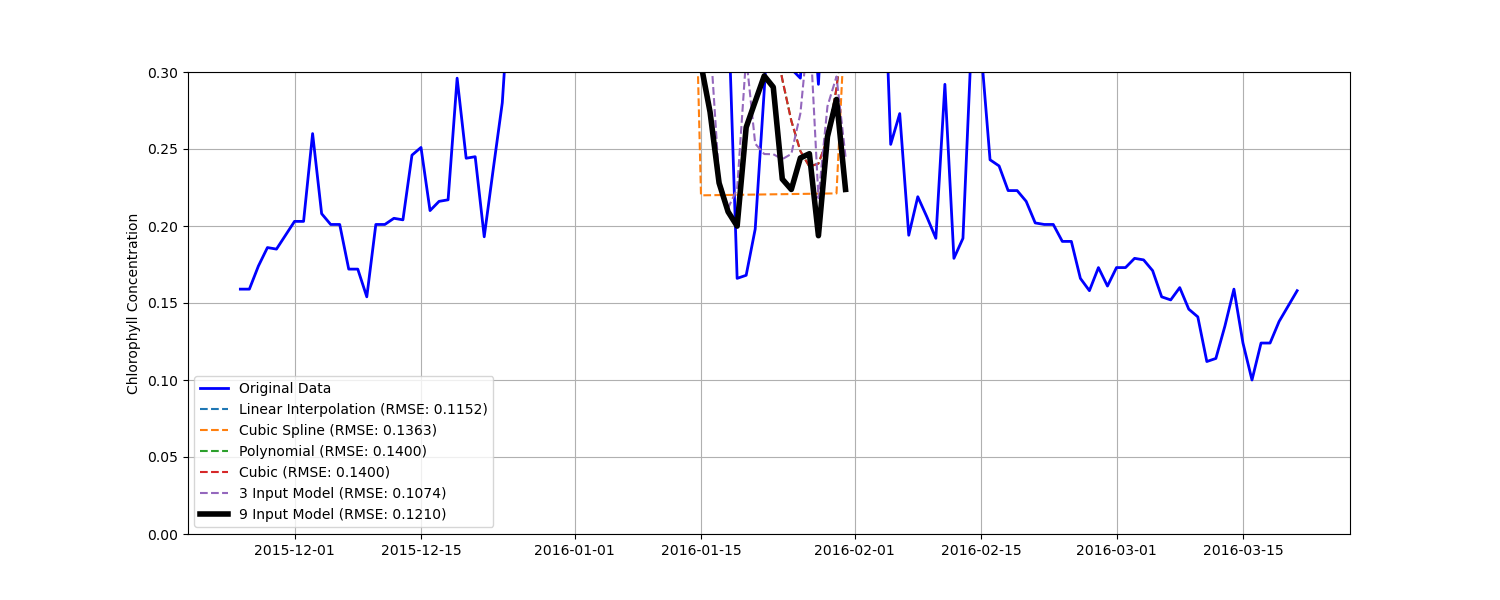 0.30
0.25
0.20
0.15
0.10
0.05
0.00
Chlorophyll Concentration
Original Data
Linear Interpolation (RMSE: 0.1152)
Cubic Spline (RMSE: 0.1363)
Polynomial (RMSE: 0.1400)
Cubic (RMSE: 0.1400)
3 Input Model (RMSE: 0.1074)
9 Input Model (RMSE: 0.1210)
2015-12-01 2015-12-15 2016-01-01 2016-01-15 2016-02-01 2016-02-15 2016-03-01 2016-03-15